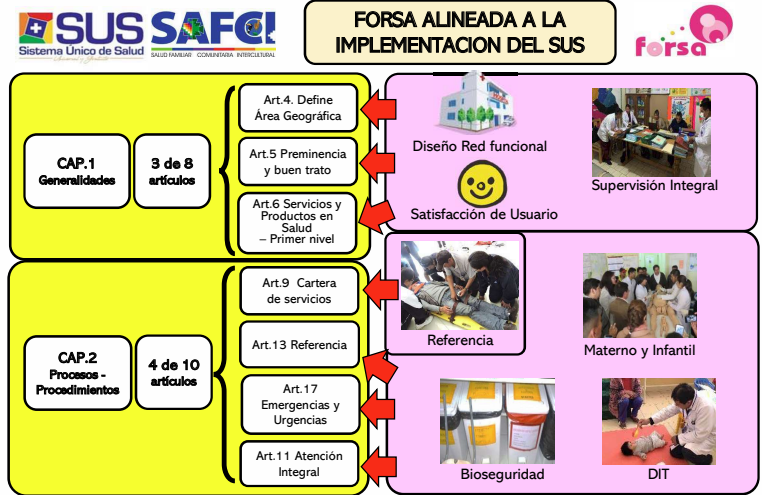 SUS
Sistema Único de Salud
Universal y Gratuito
SAFCI
SALUD FAMILIAR COMUNITARIA INTERCULTURAL
FORSA ALINEADA A LA
IMPLEMENTACION DEL SUS
forsa
CAP.1
Generalidades
3 de 8
artículos
Art.4. Define
Área Geográfica
Art.5 Preminencia
y buen trato
Art.6 Servicios y
Productos en
Salud
– Primer nivel
Diseño Red funcional
Satisfacción de Usuario
Supervisión Integral
CAP.2
Procesos -
Procedimientos
4 de 10
artículos
Art.9 Cartera
de servicios
Art.13 Referencia
Art.17
Emergencias y
Urgencias
Art.11 Atención
Integral
Referencia
Materno y Infantil
Bioseguridad
DIT